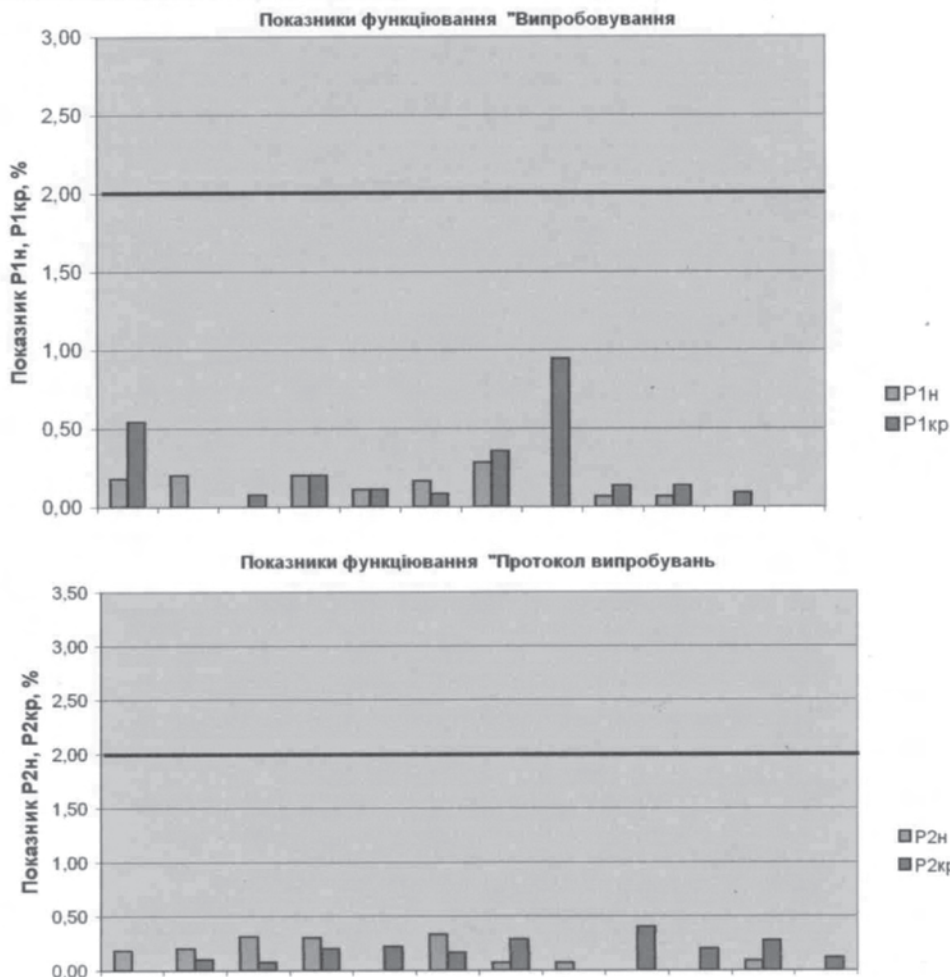 Показники функціювання "Випробовування
3,00
2,50
2,00
1,50
1,00
0,50
0,00
Показник Р1н, Р1кр, %
Р1н
Р1кр
Показники функціювання "Протокол випробувань
3,50
3,00
2,50
2,00
1,50
1,00
0,50
0,00
Показник Р2н, Р2кр, %
Р2н
Р2кр